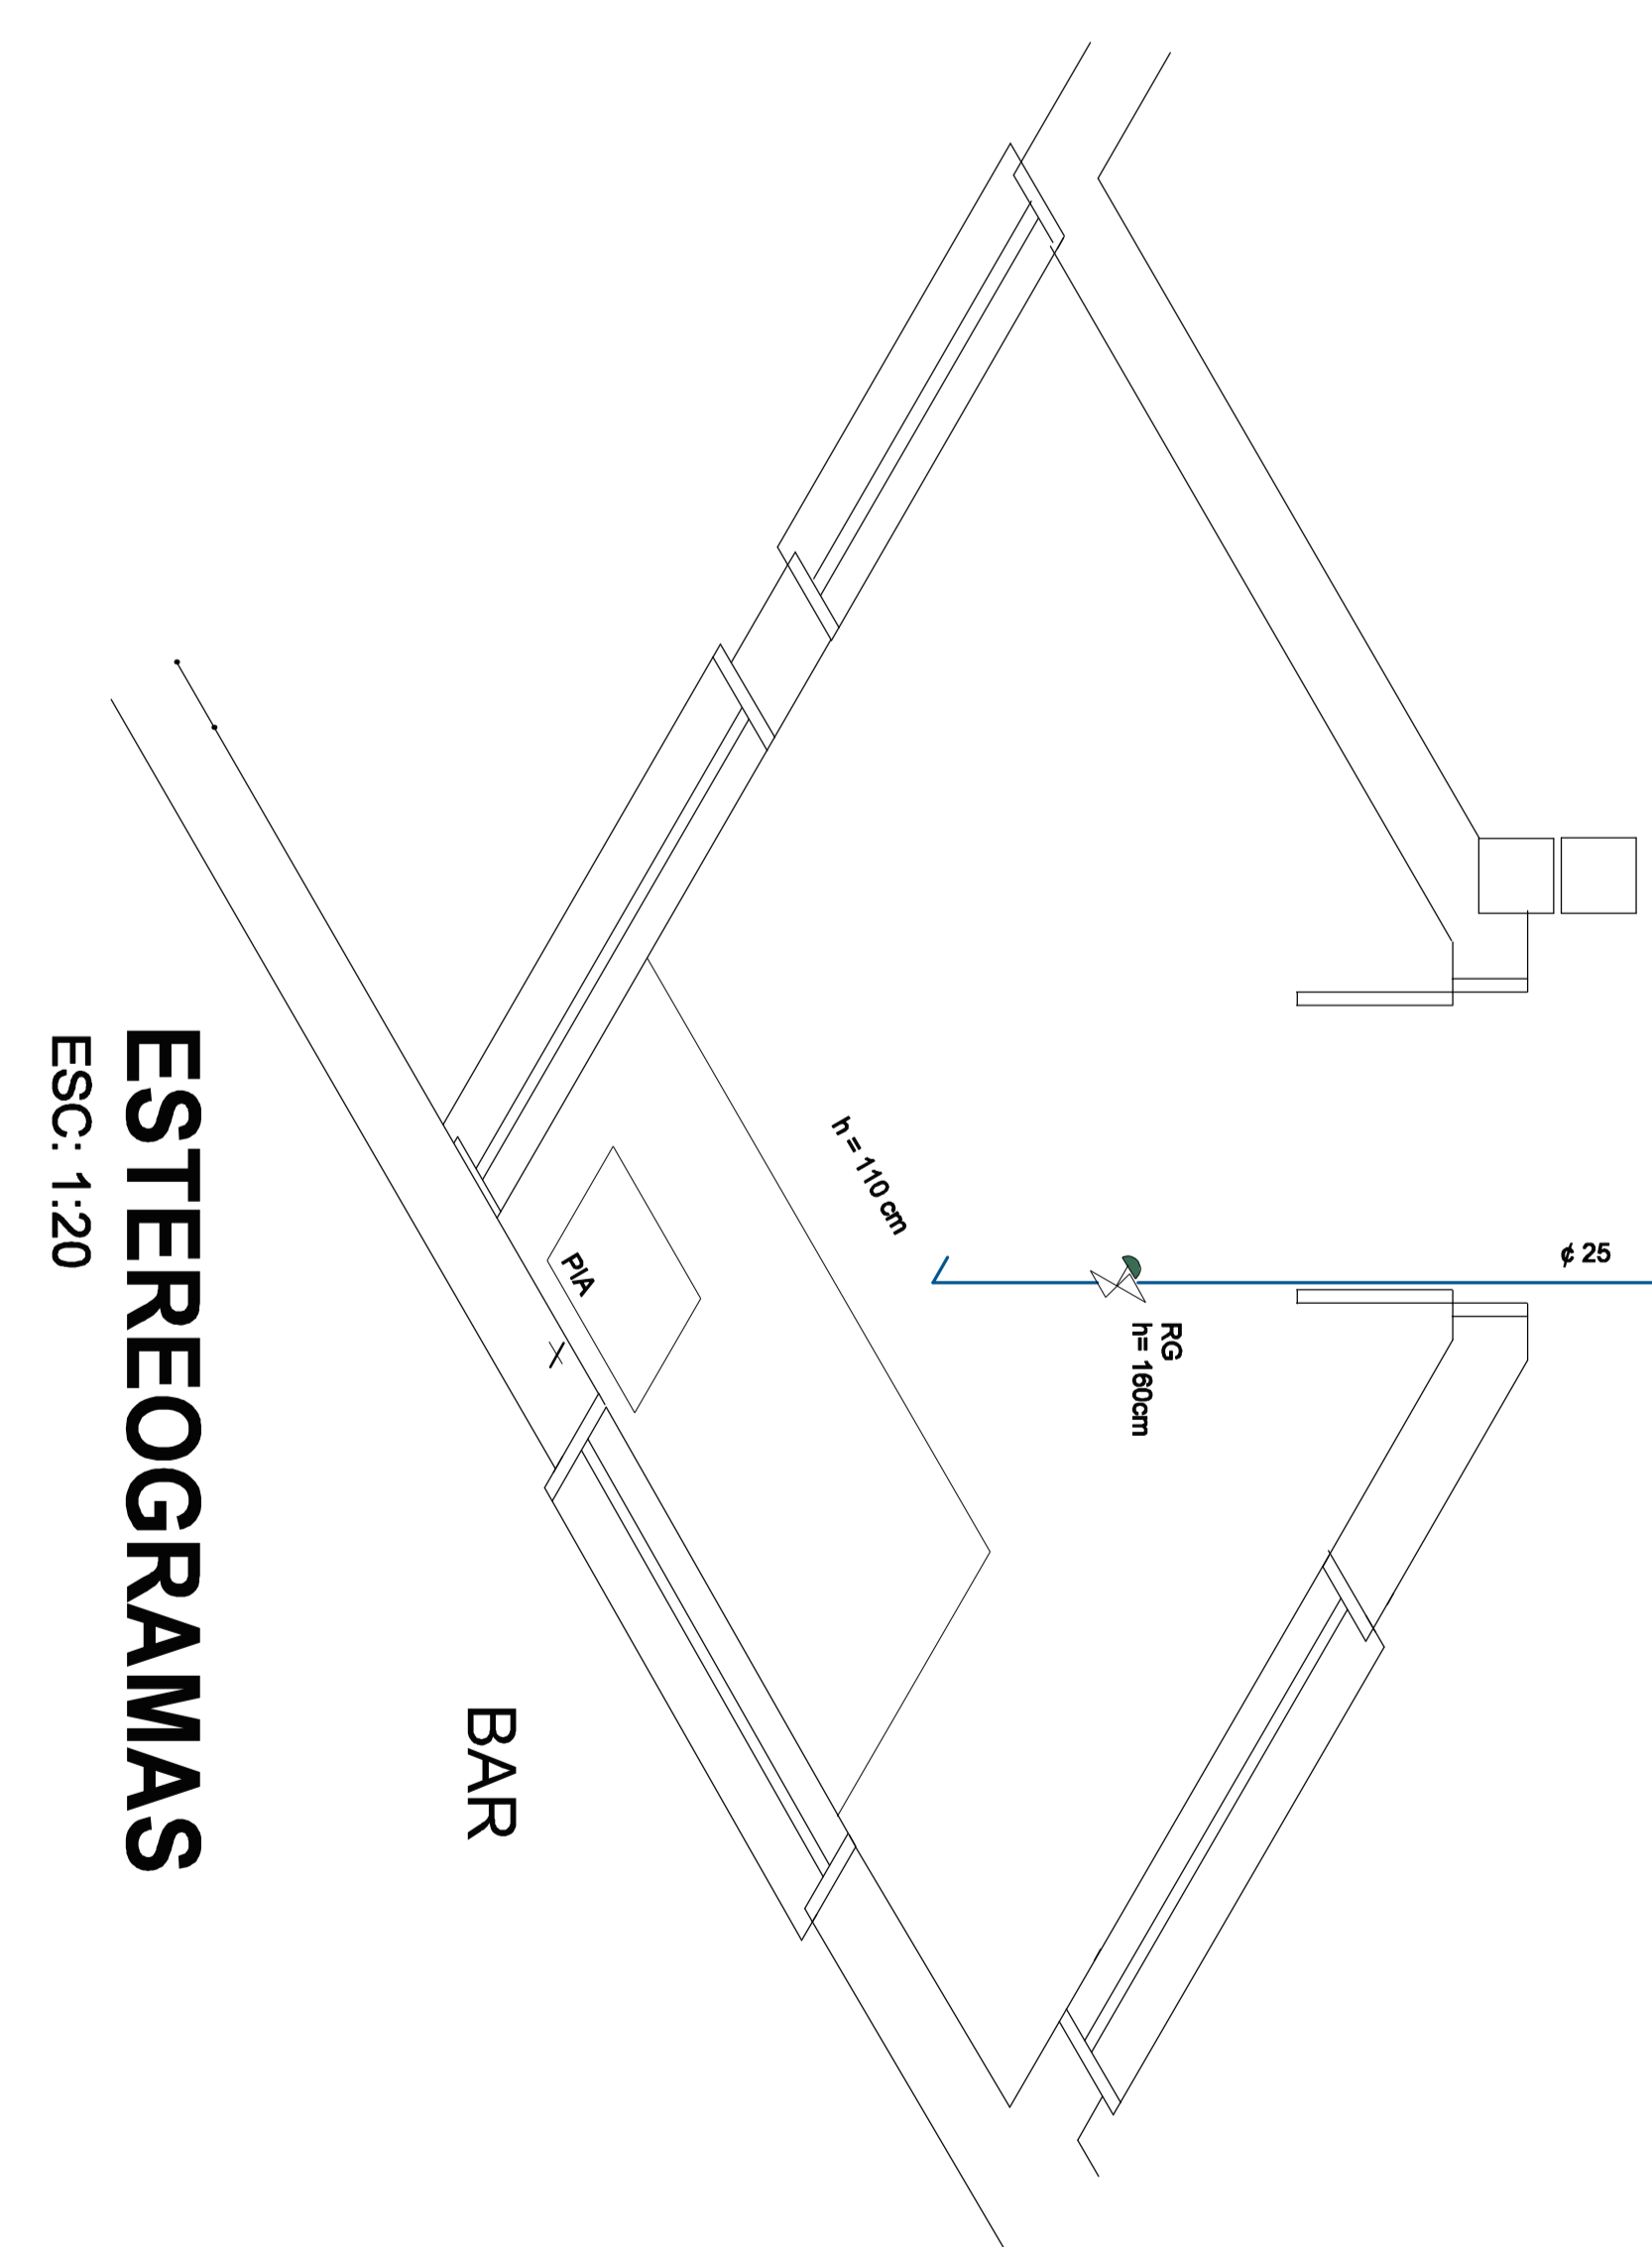 ¢ 25
RG
h= 160cm
h = 110 cm
PIA
BAR
ESTEREOGRAMAS
ESC: 1:20